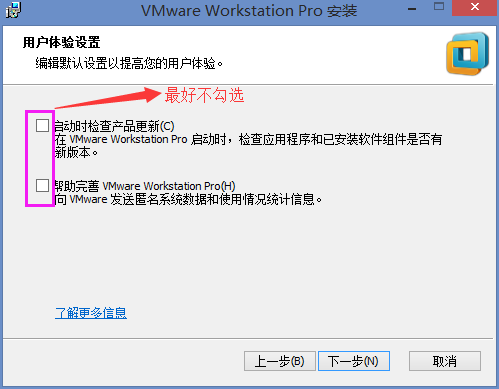 VMware Workstation Pro 安装
用户体验设置
编辑默认设置以提高您的用户体验。
最好不勾选
启动时检查产品更新(C)
在 VMware Workstation Pro 启动时，检查应用程序和已安装软件组件是否有
新版本。
帮助完善 VMware Workstation Pro(H)
向 VMware 发送匿名系统数据和使用情况统计信息。
了解更多信息
上一步(B) 下一步(N) 取消